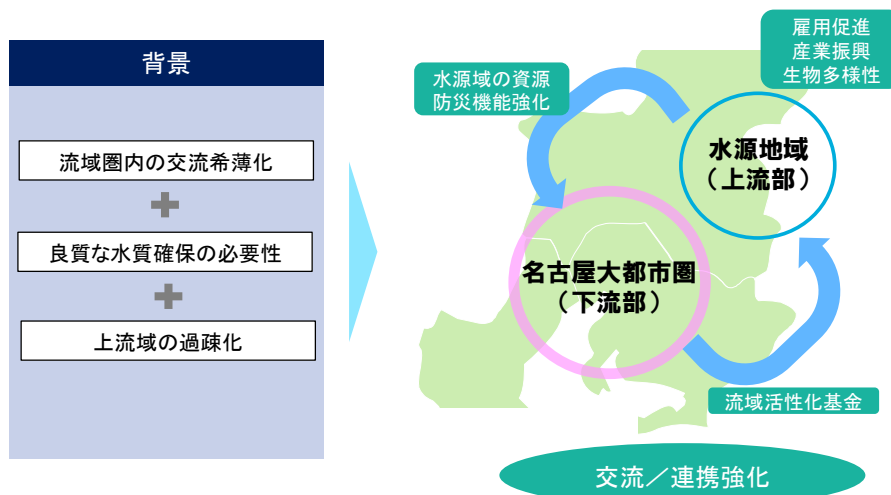 背景
流域圏内の交流希薄化
良質な水質確保の必要性
上流域の過疎化
水源域の資源
防災機能強化
雇用促進
産業振興
生物多様性
水源地域
（上流部）
名古屋大都市圏
（下流部）
流域活性化基金
交流／連携強化